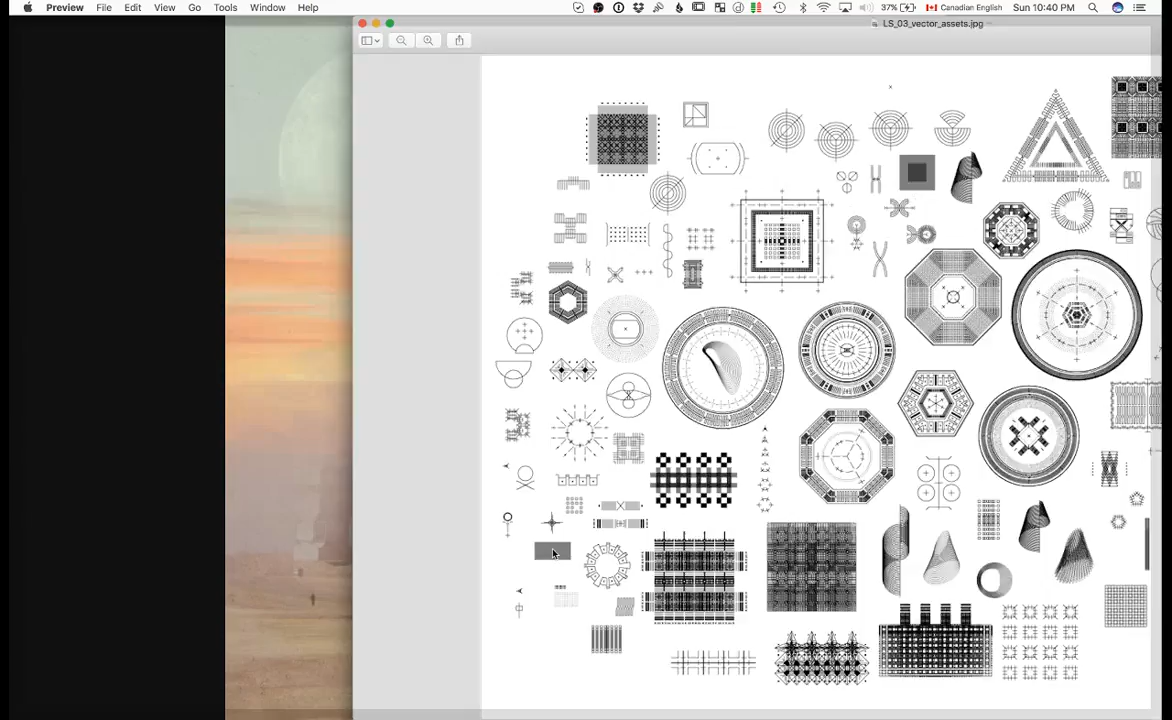 Preview File Edit View Go Tools Window Help 37% Canadian English Sun 10:40 PM
LS_03_vector_assets.jpg